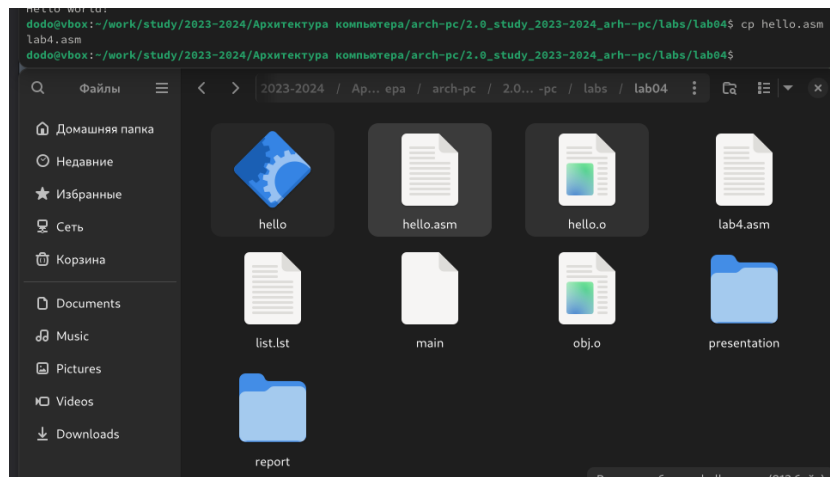 Hello world!
dodo@vbox:~/work/study/2023-2024/Архитектура компьютера/arch-pc/2.0_study_2023-2024_arh--pc/labs/lab04$ cp hello.asm
lab4.asm
dodo@vbox:~/work/study/2023-2024/Архитектура компьютера/arch-pc/2.0_study_2023-2024_arh--pc/labs/lab04$
Файлы
2023-2024 / Ap... ера / arch-pc / 2.0... -pc / labs / lab04
Домашняя папка
Недавние
Избранные
Сеть
Корзина
Documents
Music
Pictures
Videos
Downloads
hello hello.asm hello.o lab4.asm
list.lst main obj.o presentation
report